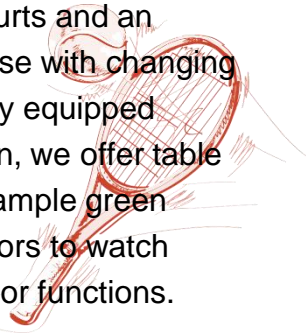 urts and an
se with changing
y equipped
n, we offer table
ample green
ors to watch
or functions.